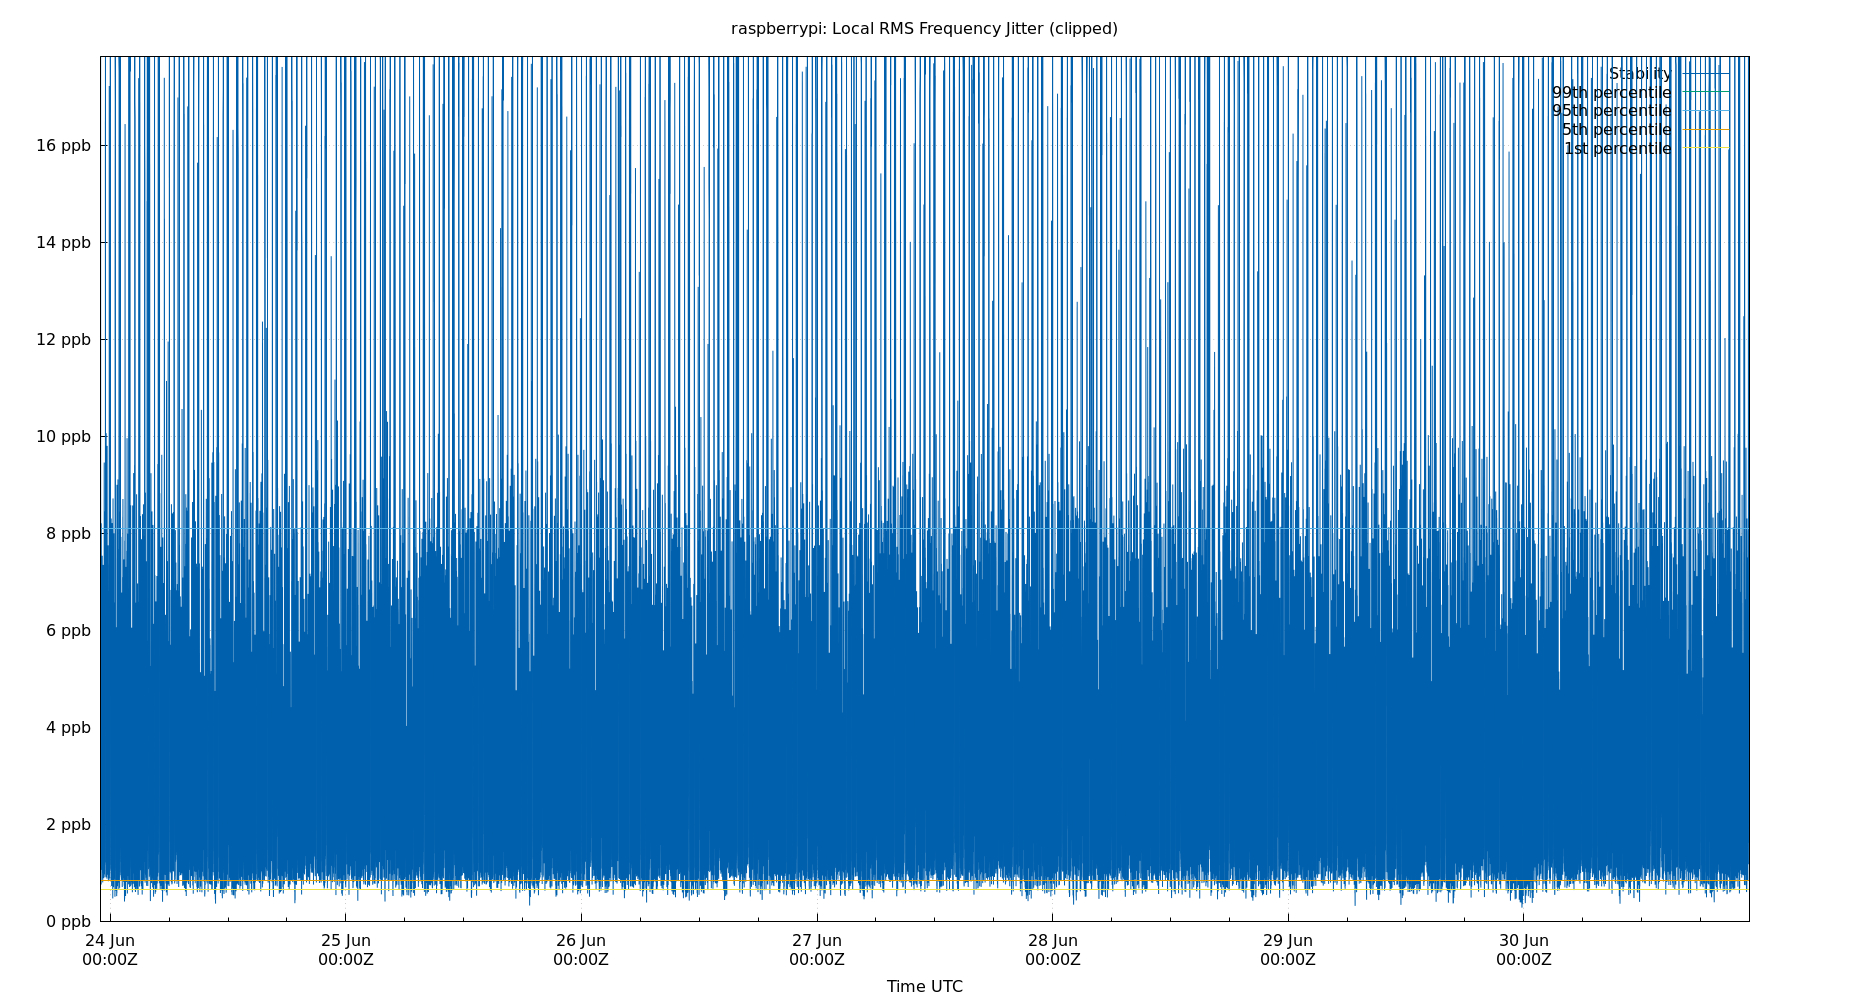 raspberrypi: Local RMS Frequency Jitter (clipped)
Stability
99th percentile
95th percentile
5th percentile
1st percentile
16 ppb
14 ppb
12 ppb
10 ppb
8 ppb
6 ppb
4 ppb
2 ppb
0 ppb
24 Jun 25 Jun 26 Jun 27 Jun 28 Jun 29 Jun 30 Jun
00:00Z 00:00Z 00:00Z 00:00Z 00:00Z 00:00Z 00:00Z
Time UTC